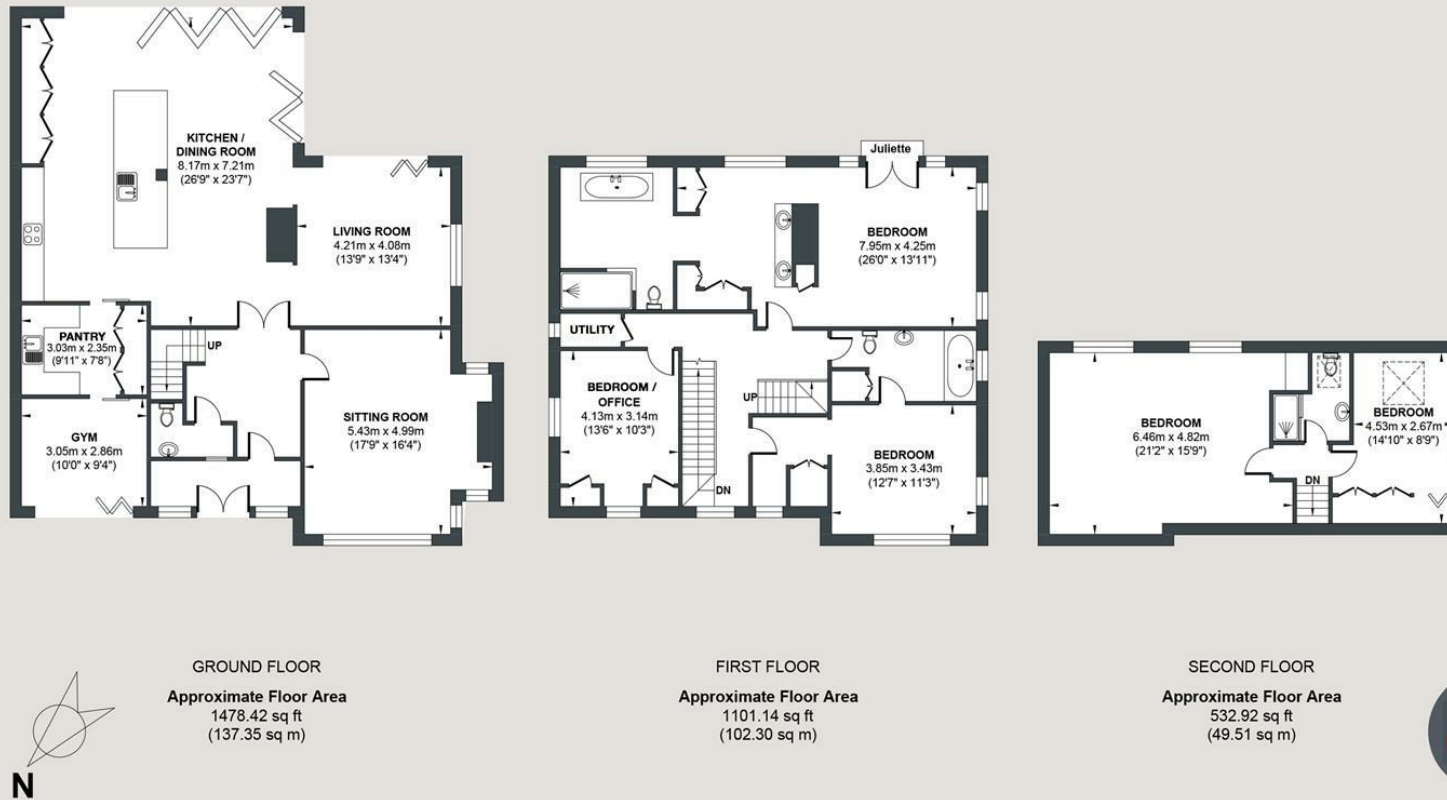 KITCHEN /
DINING ROOM
8.17m x 7.21m
(26'9" x 23'7")
LIVING ROOM
4.21m x 4.08m
(13'9" x 13'4")
PANTRY
3.03m x 2.35m
(9'11" x 7'8")
UP
GYM
3.05m x 2.86m
(10'0" x 9'4")
SITTING ROOM
5.43m x 4.99m
(17'9" x 16'4")
Juliette
BEDROOM
7.95m x 4.25m
(26'0" x 13'11")
UTILITY
BEDROOM /
OFFICE
4.13m x 3.14m
(13'6" x 10'3")
UP
DN
BEDROOM
3.85m x 3.43m
(12'7" x 11'3")
BEDROOM
6.46m x 4.82m
(21'2" x 15'9")
BEDROOM
4.53m x 2.67m
(14'10" x 8'9")
DN
GROUND FLOOR
Approximate Floor Area
1478.42 sq ft
(137.35 sq m)
FIRST FLOOR
Approximate Floor Area
1101.14 sq ft
(102.30 sq m)
SECOND FLOOR
Approximate Floor Area
532.92 sq ft
(49.51 sq m)
N